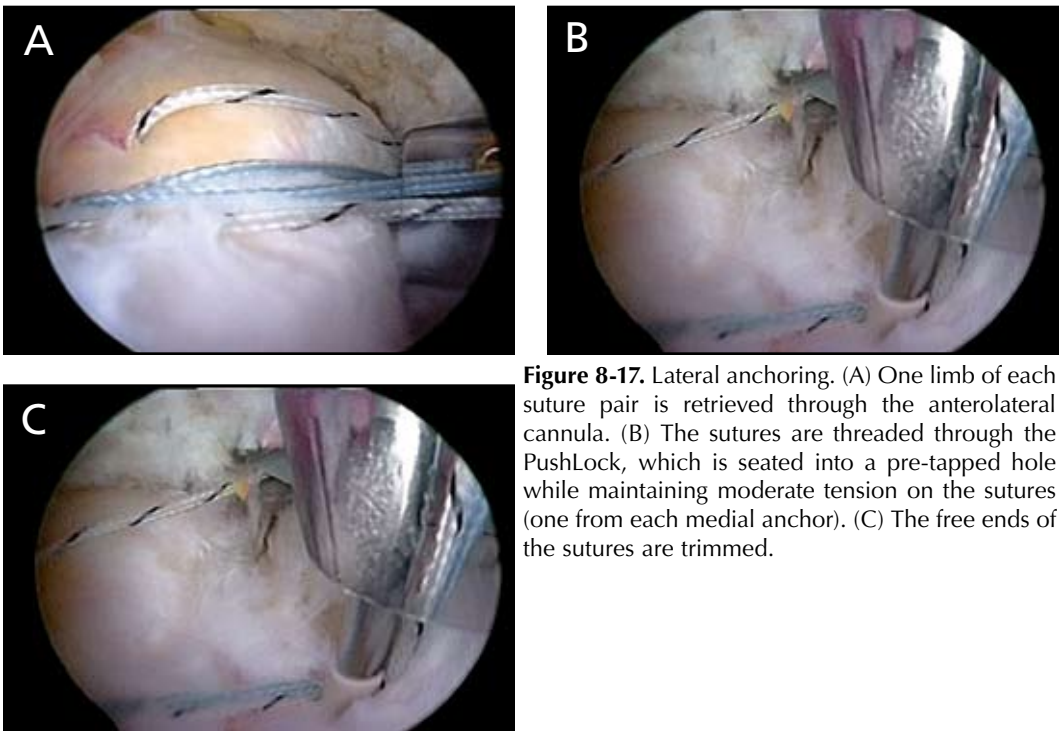 A
B
Figure 8-17. Lateral anchoring. (A) One limb of each
suture pair is retrieved through the anterolateral
cannula. (B) The sutures are threaded through the
PushLock, which is seated into a pre-tapped hole
while maintaining moderate tension on the sutures
(one from each medial anchor). (C) The free ends of
the sutures are trimmed.
C